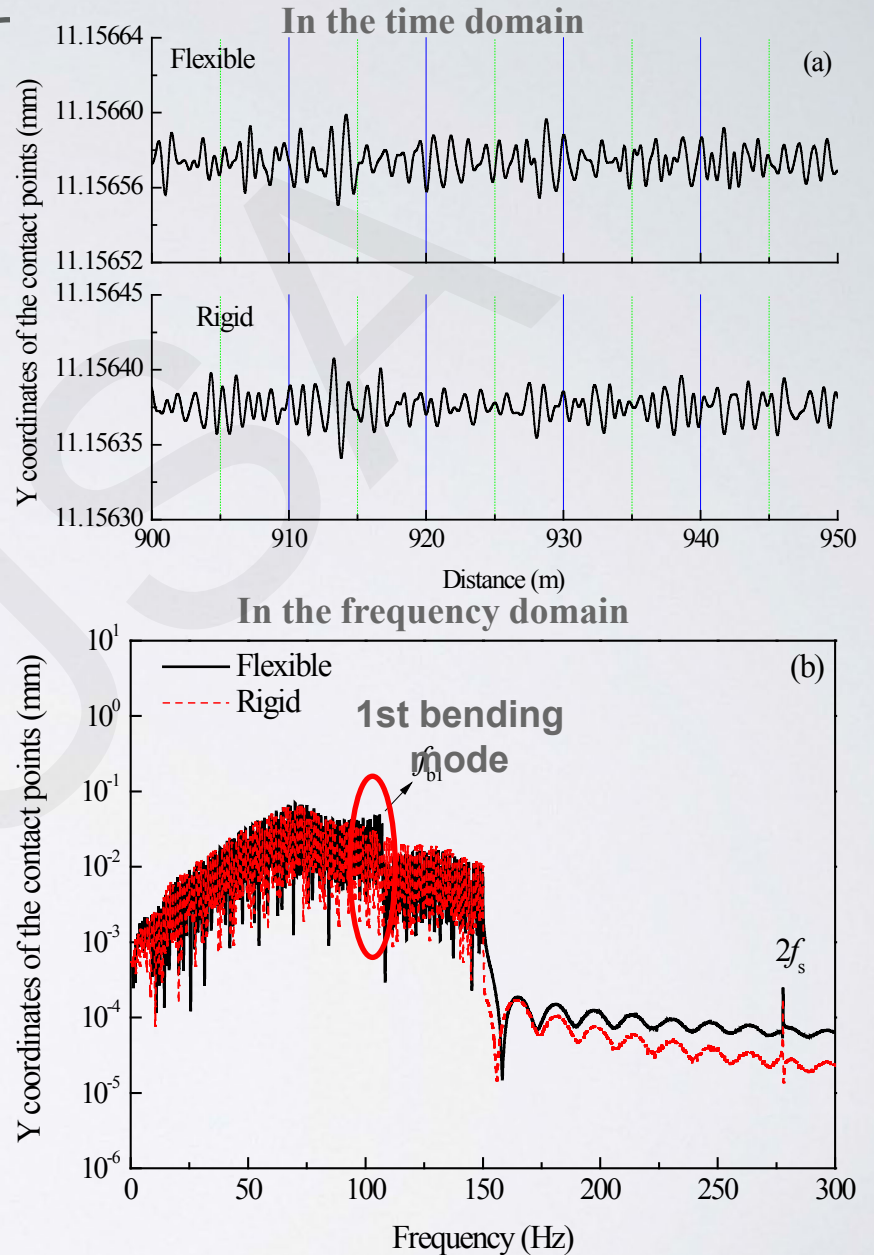 In the time domain
11.15664
11.15660
11.15656
11.15652
Flexible
(a)
11.15645
11.15640
11.15635
11.15630
Rigid
Y coordinates of the contact points (mm)
900 910 920 930 940 950
Distance (m)
In the frequency domain
10¹
10⁰
10⁻¹
10⁻²
10⁻³
10⁻⁴
10⁻⁵
10⁻⁶
Y coordinates of the contact points (mm)
Flexible
Rigid
(b)
1st bending
mode
f_b1
2f_s
0 50 100 150 200 250 300
Frequency (Hz)
USA